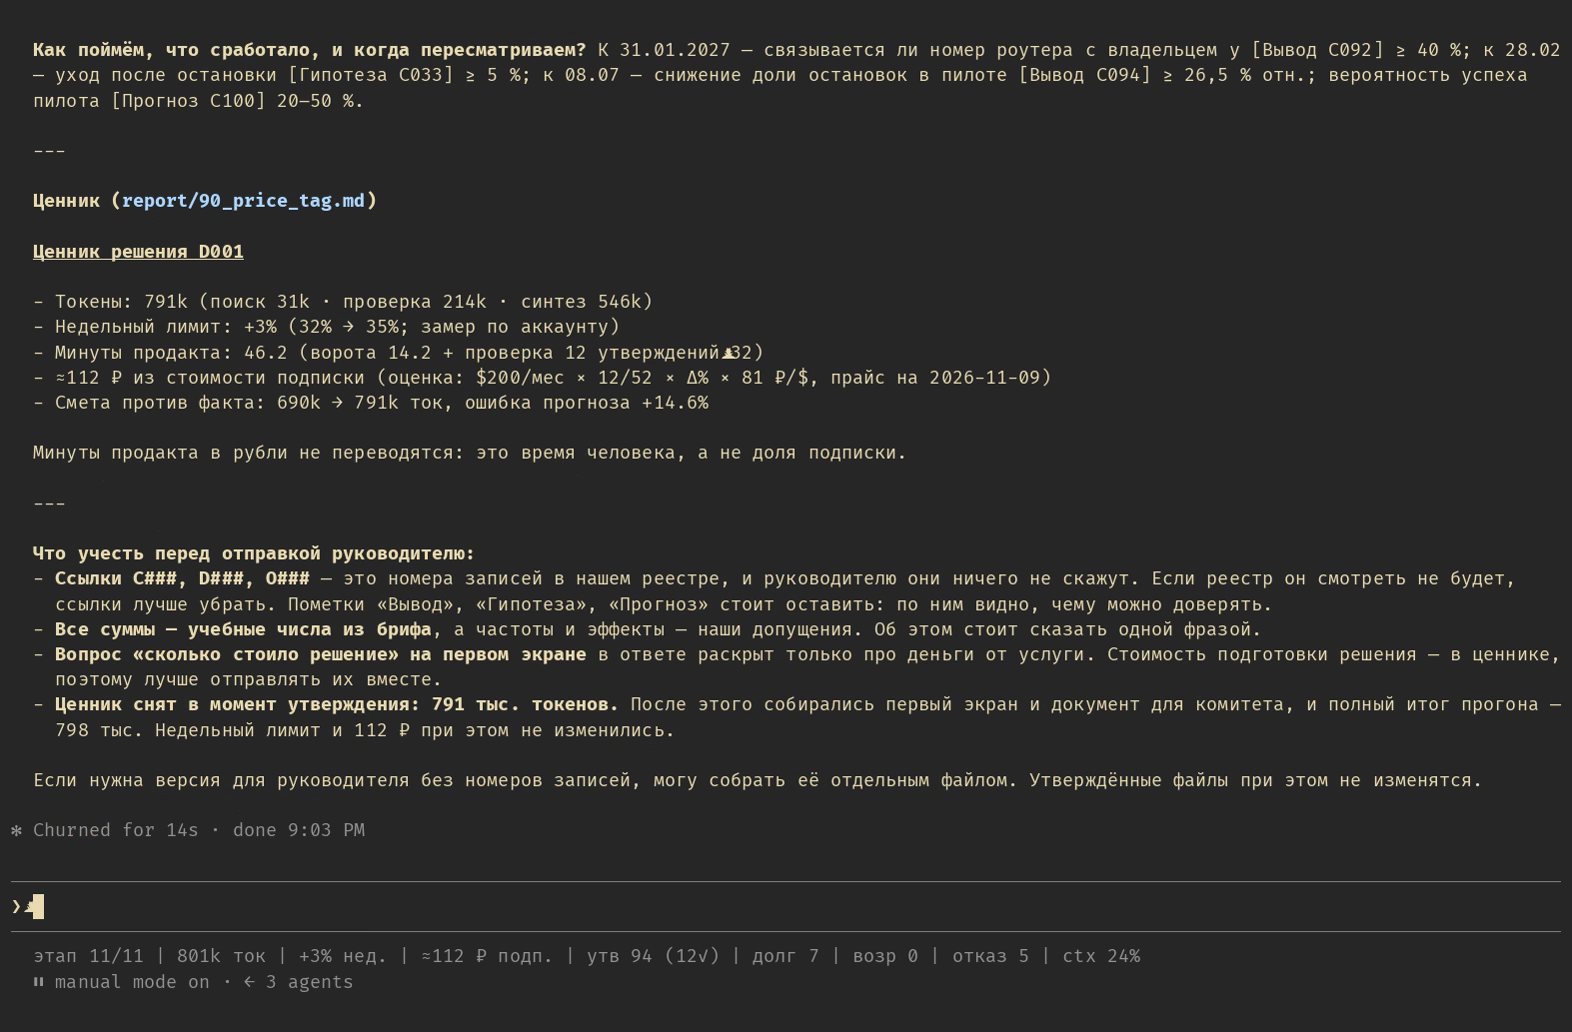 Как поймём, что сработало, и когда пересматриваем? К 31.01.2027 — связывается ли номер роутера с владельцем у [Вывод C092] ≥ 40 %; к 28.02
— уход после остановки [Гипотеза C033] ≥ 5 %; к 08.07 — снижение доли остановок в пилоте [Вывод C094] ≥ 26,5 % отн.; вероятность успеха
пилота [Прогноз C100] 20–50 %.
---
Ценник (report/90_price_tag.md)
Ценник решения D001
- Токены: 791k (поиск 31k · проверка 214k · синтез 546k)
- Недельный лимит: +3% (32% → 35%; замер по аккаунту)
- Минуты продакта: 46.2 (ворота 14.2 + проверка 12 утверждений 32)
- ≈112 ₽ из стоимости подписки (оценка: $200/мес × 12/52 × Δ% × 81 ₽/$, прайс на 2026-11-09)
- Смета против факта: 690k → 791k ток, ошибка прогноза +14.6%
Минуты продакта в рубли не переводятся: это время человека, а не доля подписки.
---
Что учесть перед отправкой руководителю:
- Ссылки C###, D###, O### — это номера записей в нашем реестре, и руководителю они ничего не скажут. Если реестр он смотреть не будет,
ссылки лучше убрать. Пометки «Вывод», «Гипотеза», «Прогноз» стоит оставить: по ним видно, чему можно доверять.
- Все суммы — учебные числа из брифа, а частоты и эффекты — наши допущения. Об этом стоит сказать одной фразой.
- Вопрос «сколько стоило решение» на первом экране в ответе раскрыт только про деньги от услуги. Стоимость подготовки решения — в ценнике,
поэтому лучше отправлять их вместе.
- Ценник снят в момент утверждения: 791 тыс. токенов. После этого собирались первый экран и документ для комитета, и полный итог прогона —
798 тыс. Недельный лимит и 112 ₽ при этом не изменились.
Если нужна версия для руководителя без номеров записей, могу собрать её отдельным файлом. Утверждённые файлы при этом не изменятся.
✻ Churned for 14s · done 9:03 PM
❯
этап 11/11 | 801k ток | +3% нед. | ≈112 ₽ подп. | утв 94 (12✓) | долг 7 | возр 0 | отказ 5 | ctx 24%
⏸ manual mode on · ← 3 agents